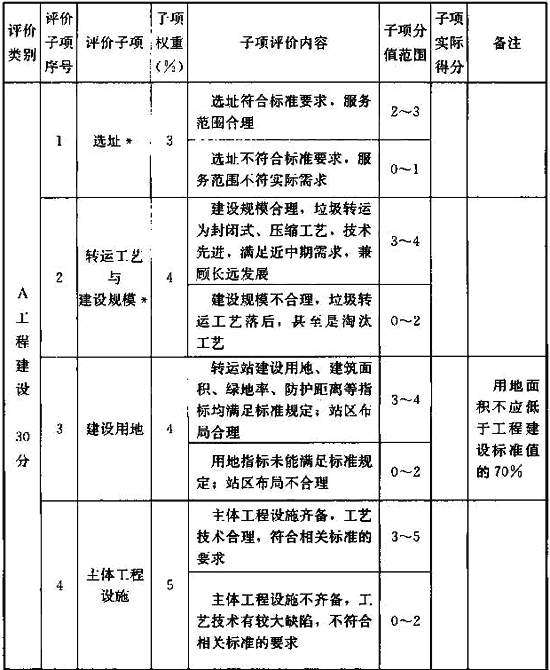 评价类别
评价子项序号
评价子项
子项权重(%)
子项评价内容
子项分值范围
子项实际得分
备注
A
工程建设
30分
1
选址*
3
选址符合标准要求，服
务范围合理
2~3
选址不符合标准要求，服
务范围不符实际需求
0~1
2
转运工艺
与
建设规模*
4
建设规模合理，垃圾转运
为封闭式、压缩工艺，技术
先进，满足近中期需求，兼
顾长远发展
3~4
建设规模不合理，垃圾转
运工艺落后，甚至是淘汰
工艺
0~2
3
建设用地
4
转运站建设用地、建筑面
积、绿地率、防护距离等指
标均满足标准规定；站区布
局合理
3~4
用地指标未能满足标准规
定；站区布局不合理
0~2
用地面
积不应低
于工程建
设标准值
的70%
4
主体工程
设施
5
主体工程设施齐备，工艺
技术合理，符合相关标准的
要求
3~5
主体工程设施不齐备，工
艺技术有较大缺陷，不符合
相关标准的要求
0~2